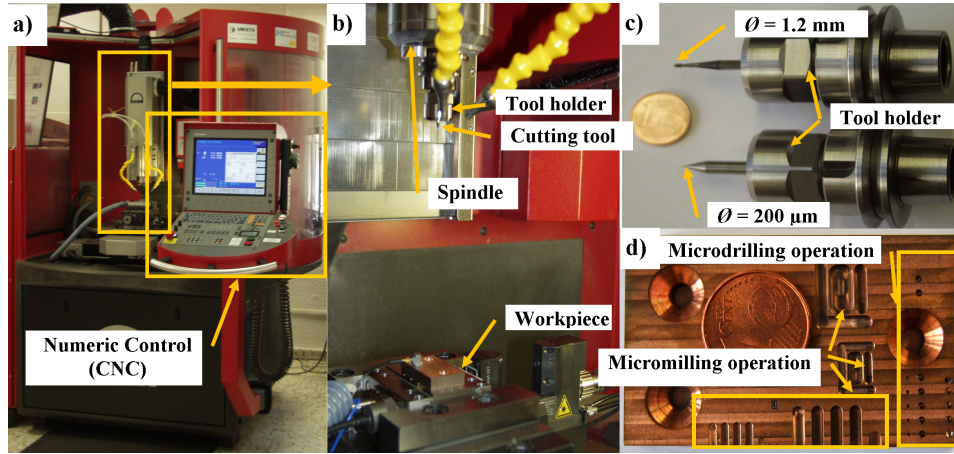 a)
UNCETA
Numeric Control
(CNC)
b)
Tool holder
Cutting tool
Spindle
Workpiece
c)
Ø = 1.2 mm
Tool holder
Ø = 200 µm
d)
Microdrilling operation
Micromilling operation